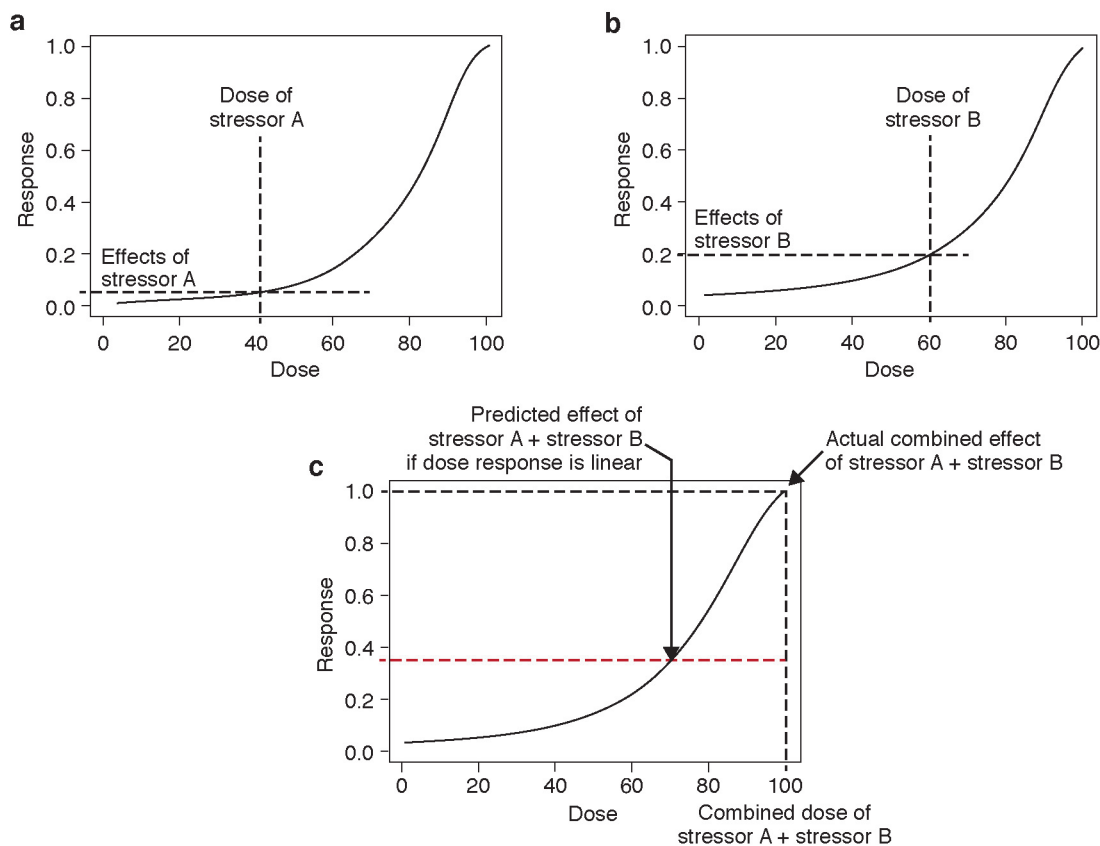 a
1.0
0.8
0.6
0.4
0.2
0.0
Response
Dose of
stressor A
Effects of
stressor A
0 20 40 60 80 100
Dose
b
1.0
0.8
0.6
0.4
0.2
0.0
Response
Dose of
stressor B
Effects of
stressor B
0 20 40 60 80 100
Dose
c
Predicted effect of
stressor A + stressor B
if dose response is linear
Actual combined effect
of stressor A + stressor B
1.0
0.8
0.6
0.4
0.2
0.0
Response
0 20 40 60 80 100
Dose
Combined dose of
stressor A + stressor B